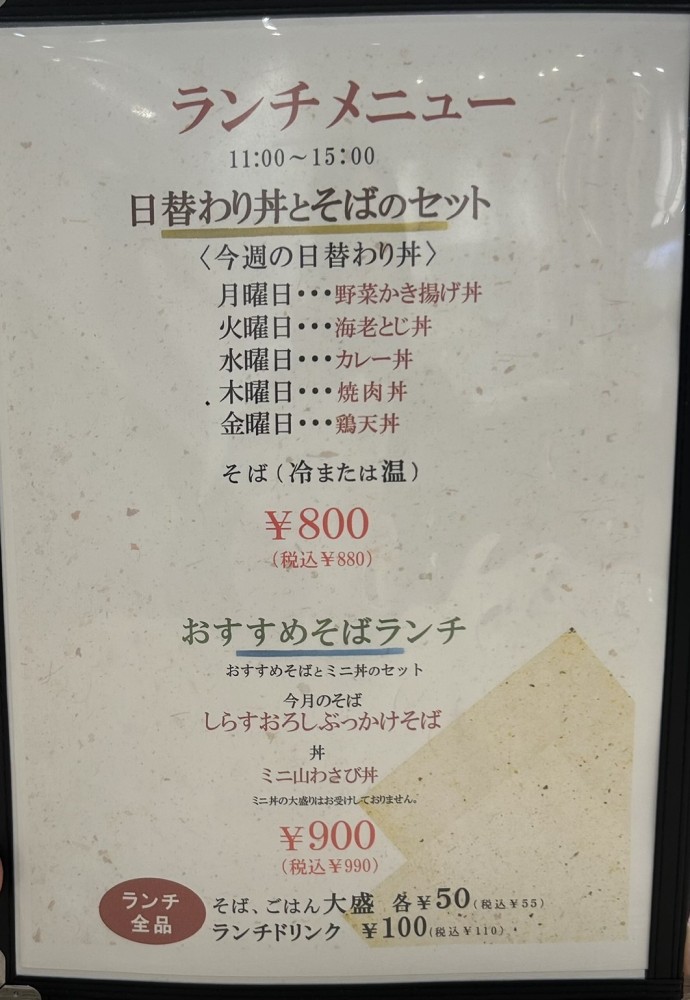 ランチメニュー
11:00～15:00
日替わり丼とそばのセット
〈今週の日替わり丼〉
月曜日・・・野菜かき揚げ丼
火曜日・・・海老とじ丼
水曜日・・・カレー丼
木曜日・・・焼肉丼
金曜日・・・鶏天丼
そば（冷または温）
￥800
（税込￥880）
おすすめそばランチ
おすすめそばとミニ丼のセット
今月のそば
しらすおろしぶっかけそば
丼
ミニ山わさび丼
ミニ丼の大盛りはお受けしておりません。
￥900
（税込￥990）
ランチ
全品
そば、ごはん大盛 各￥50（税込￥55）
ランチドリンク ￥100（税込￥110）